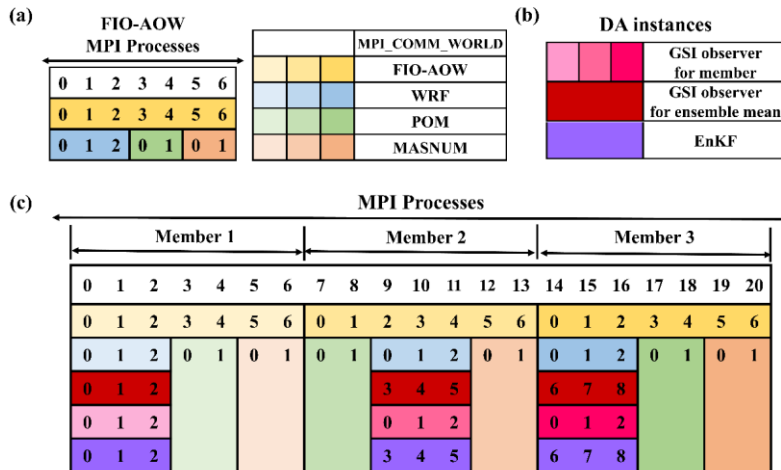 (a)
FIO-AOW
MPI Processes
0 1 2 3 4 5 6
0 1 2 3 4 5 6
0 1 2 0 1 0 1
MPI_COMM_WORLD
FIO-AOW
WRF
POM
MASNUM
(b)
DA instances
GSI observer
for member
GSI observer
for ensemble mean
EnKF
(c)
MPI Processes
Member 1 Member 2 Member 3
0 1 2 3 4 5 6 7 8 9 10 11 12 13 14 15 16 17 18 19 20
0 1 2 3 4 5 6 0 1 2 3 4 5 6 0 1 2 3 4 5 6
0 1 2 0 1 0 1 0 1 0 1 2 0 1 0 1 2 0 1 0 1
0 1 2 3 4 5 6 7 8
0 1 2 0 1 2 0 1 2
0 1 2 3 4 5 6 7 8